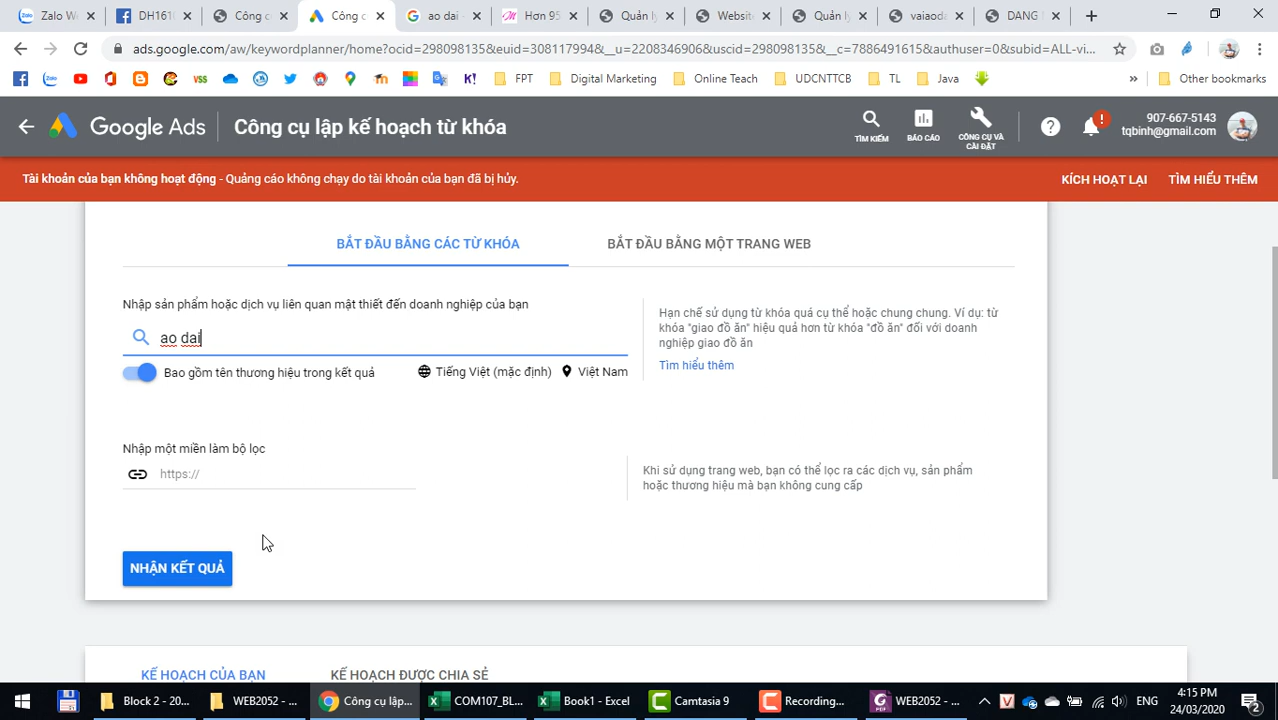 Zalo W
DH161
Công c
Công c
ao dai
Hơn 95
Quản lý
Website
Quản lý
vaiaoda
DANG
ads.google.com/aw/keywordplanner/home?ocid=298098135&euid=308117994&__u=2208346906&uscid=298098135&__c=7886491615&authuser=0&subid=ALL-vi...
FPT
Digital Marketing
Online Teach
UDCNTTCB
TL
Java
»
Other bookmarks
Google Ads
Công cụ lập kế hoạch từ khóa
TÌM KIẾM
BÁO CÁO
CÔNG CỤ VÀ
CÀI ĐẶT
907-667-5143
tqbinh@gmail.com
Tài khoản của bạn không hoạt động - Quảng cáo không chạy do tài khoản của bạn đã bị hủy.
KÍCH HOẠT LẠI
TÌM HIỂU THÊM
BẮT ĐẦU BẰNG CÁC TỪ KHÓA
BẮT ĐẦU BẰNG MỘT TRANG WEB
Nhập sản phẩm hoặc dịch vụ liên quan mật thiết đến doanh nghiệp của bạn
ao dai
Bao gồm tên thương hiệu trong kết quả
Tiếng Việt (mặc định)
Việt Nam
Hạn chế sử dụng từ khóa quá cụ thể hoặc chung chung. Ví dụ: từ
khóa "giao đồ ăn" hiệu quả hơn từ khóa "đồ ăn" đối với doanh
nghiệp giao đồ ăn
Tìm hiểu thêm
Nhập một miền làm bộ lọc
https://
Khi sử dụng trang web, bạn có thể lọc ra các dịch vụ, sản phẩm
hoặc thương hiệu mà bạn không cung cấp
NHẬN KẾT QUẢ
KẾ HOẠCH CỦA BẠN
KẾ HOẠCH ĐƯỢC CHIA SẺ
Block 2 - 20...
WEB2052 - ...
Công cụ lập...
COM107_BL...
Book1 - Excel
Camtasia 9
Recording...
WEB2052 - ...
ENG
4:15 PM
24/03/2020
2